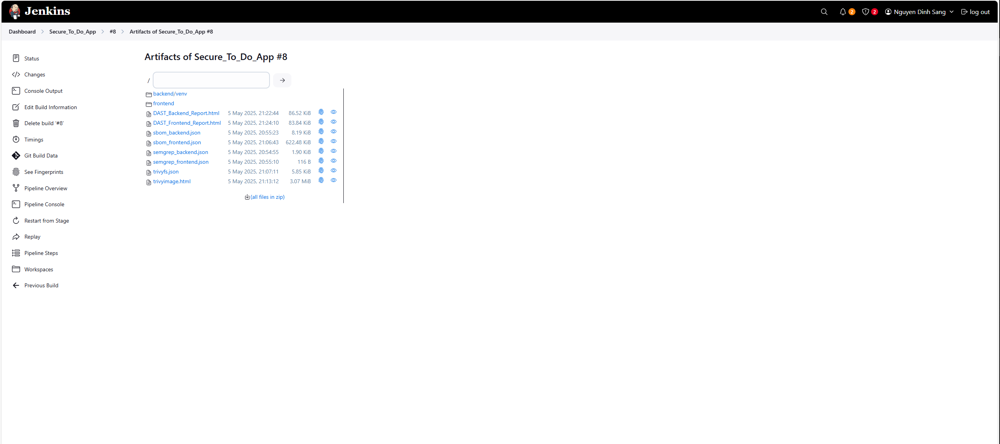 Jenkins
2
2
Nguyen Dinh Sang
log out
Dashboard
Secure_To_Do_App
#8
Artifacts of Secure_To_Do_App #8
Status
Changes
Console Output
Edit Build Information
Delete build ‘#8’
Timings
Git Build Data
See Fingerprints
Pipeline Overview
Pipeline Console
Restart from Stage
Replay
Pipeline Steps
Workspaces
Previous Build
Artifacts of Secure_To_Do_App #8
/
backend/venv
frontend
DAST_Backend_Report.html 5 May 2025, 21:22:44 86.52 KiB
DAST_Frontend_Report.html 5 May 2025, 21:24:10 83.84 KiB
sbom_backend.json 5 May 2025, 20:55:23 8.19 KiB
sbom_frontend.json 5 May 2025, 21:06:43 622.48 KiB
semgrep_backend.json 5 May 2025, 20:54:55 1.90 KiB
semgrep_frontend.json 5 May 2025, 20:55:10 116 B
trivyfs.json 5 May 2025, 21:07:11 5.85 KiB
trivyimage.html 5 May 2025, 21:13:12 3.07 MiB
(all files in zip)